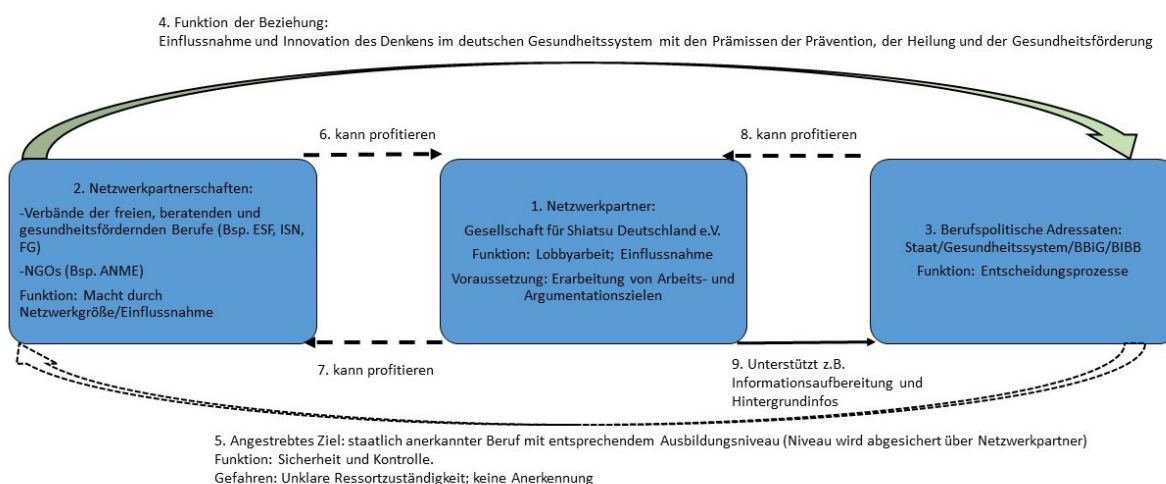 4. Funktion der Beziehung:
Einflussnahme und Innovation des Denkens im deutschen Gesundheitssystem mit den Prämissen der Prävention, der Heilung und der Gesundheitsförderung
6. kann profitieren
8. kann profitieren
2. Netzwerkpartnerschaften:
-Verbände der freien, beratenden und
gesundheitsfördernden Berufe (Bsp. ESF, ISN,
FG)
-NGOs (Bsp. ANME)
Funktion: Macht durch
Netzwerkgröße/Einflussnahme
1. Netzwerkpartner:
Gesellschaft für Shiatsu Deutschland e.V.
Funktion: Lobbyarbeit; Einflussnahme
Voraussetzung: Erarbeitung von Arbeits- und
Argumentationszielen
3. Berufspolitische Adressaten:
Staat/Gesundheitssystem/BBiG/BIBB
Funktion: Entscheidungsprozesse
7. kann profitieren
9. Unterstützt z.B.
Informationsaufbereitung und
Hintergrundinfos
5. Angestrebtes Ziel: staatlich anerkannter Beruf mit entsprechendem Ausbildungsniveau (Niveau wird abgesichert über Netzwerkpartner)
Funktion: Sicherheit und Kontrolle.
Gefahren: Unklare Ressortzuständigkeit; keine Anerkennung